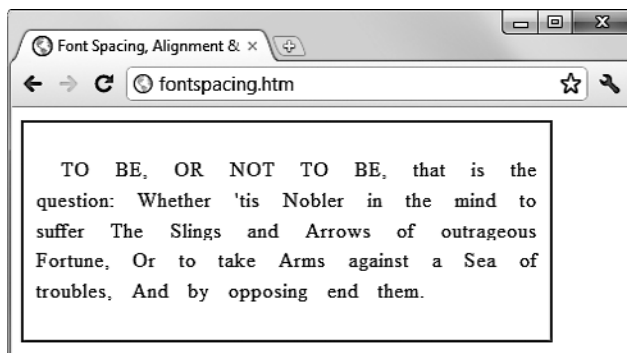 Font Spacing, Alignment &
fontspacing.htm
TO BE, OR NOT TO BE, that is the
question: Whether 'tis Nobler in the mind to
suffer The Slings and Arrows of outrageous
Fortune, Or to take Arms against a Sea of
troubles, And by opposing end them.